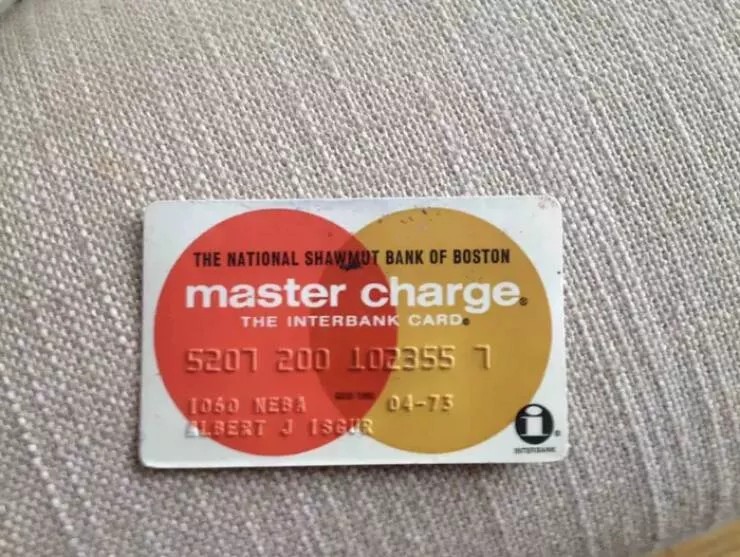 THE NATIONAL SHAWMUT BANK OF BOSTON
master charge®
THE INTERBANK CARD®
5207 200 102355 7
1060 NEBA 04-73
ALBERT J ISGUR
i®
INTERBANK